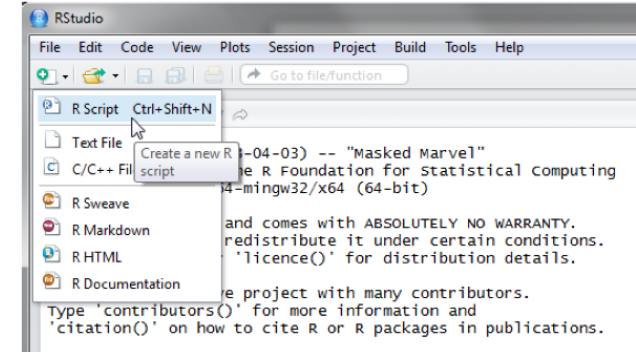 RStudio
File Edit Code View Plots Session Project Build Tools Help
Go to file/function
R Script Ctrl+Shift+N
Text File
C/C++ Fil
Create a new R
script
R Sweave
R Markdown
R HTML
R Documentation
-04-03) -- "Masked Marvel"
e R Foundation for Statistical Computing
4-mingw32/x64 (64-bit)
and comes with ABSOLUTELY NO WARRANTY.
redistribute it under certain conditions.
'licence()' for distribution details.
e project with many contributors.
Type 'contributors()' for more information and
'citation()' on how to cite R or R packages in publications.